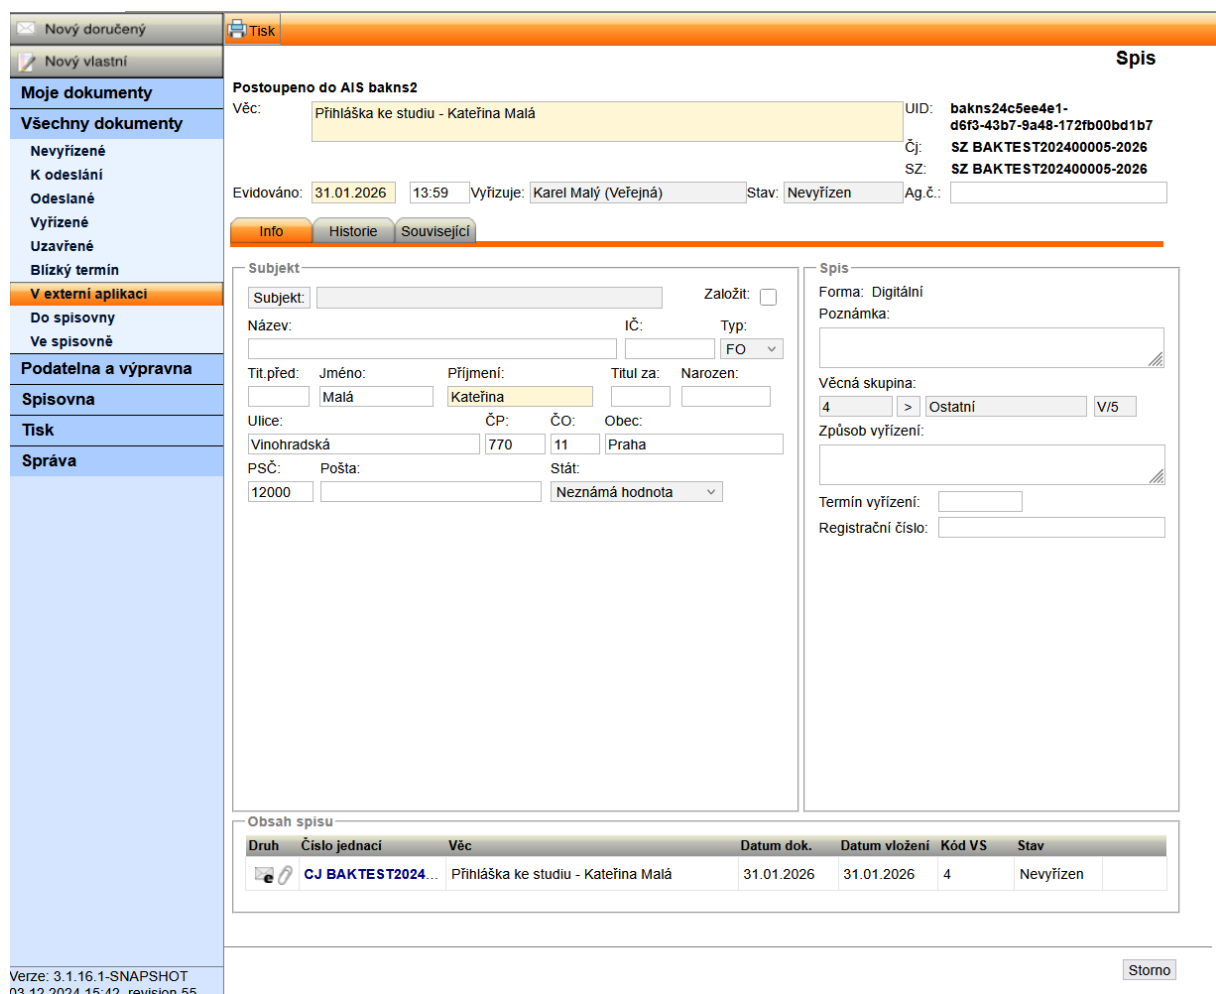 Nový doručený
Nový vlastní
Moje dokumenty
Všechny dokumenty
Nevyřízené
K odeslání
Odeslané
Vyřízené
Uzavřené
Blízký termín
V externí aplikaci
Do spisovny
Ve spisovně
Podatelna a výpravna
Spisovna
Tisk
Správa
Verze: 3.1.16.1-SNAPSHOT
03.12.2024 15:42, revision 55
Tisk
Spis
Postoupeno do AIS bakns2
Věc: Přihláška ke studiu - Kateřina Malá
UID: bakns24c5ee4e1-
d6f3-43b7-9a48-172fb00bd1b7
Čj: SZ BAKTEST202400005-2026
SZ: SZ BAKTEST202400005-2026
Evidováno: 31.01.2026 13:59 Vyřizuje: Karel Malý (Veřejná) Stav: Nevyřízen Ag.č.:
Info Historie Související
Subjekt
Subjekt: Založit:
Název: IČ: Typ:
FO
Tit.před: Jméno: Příjmení: Titul za: Narozen:
Malá Kateřina
Ulice: ČP: ČO: Obec:
Vinohradská 770 11 Praha
PSČ: Pošta: Stát:
12000 Neznámá hodnota
Spis
Forma: Digitální
Poznámka:
Věcná skupina:
4 > Ostatní V/5
Způsob vyřízení:
Termín vyřízení:
Registrační číslo:
Obsah spisu
Druh Číslo jednací Věc Datum dok. Datum vložení Kód VS Stav
CJ BAKTEST2024... Přihláška ke studiu - Kateřina Malá 31.01.2026 31.01.2026 4 Nevyřízen
Storno